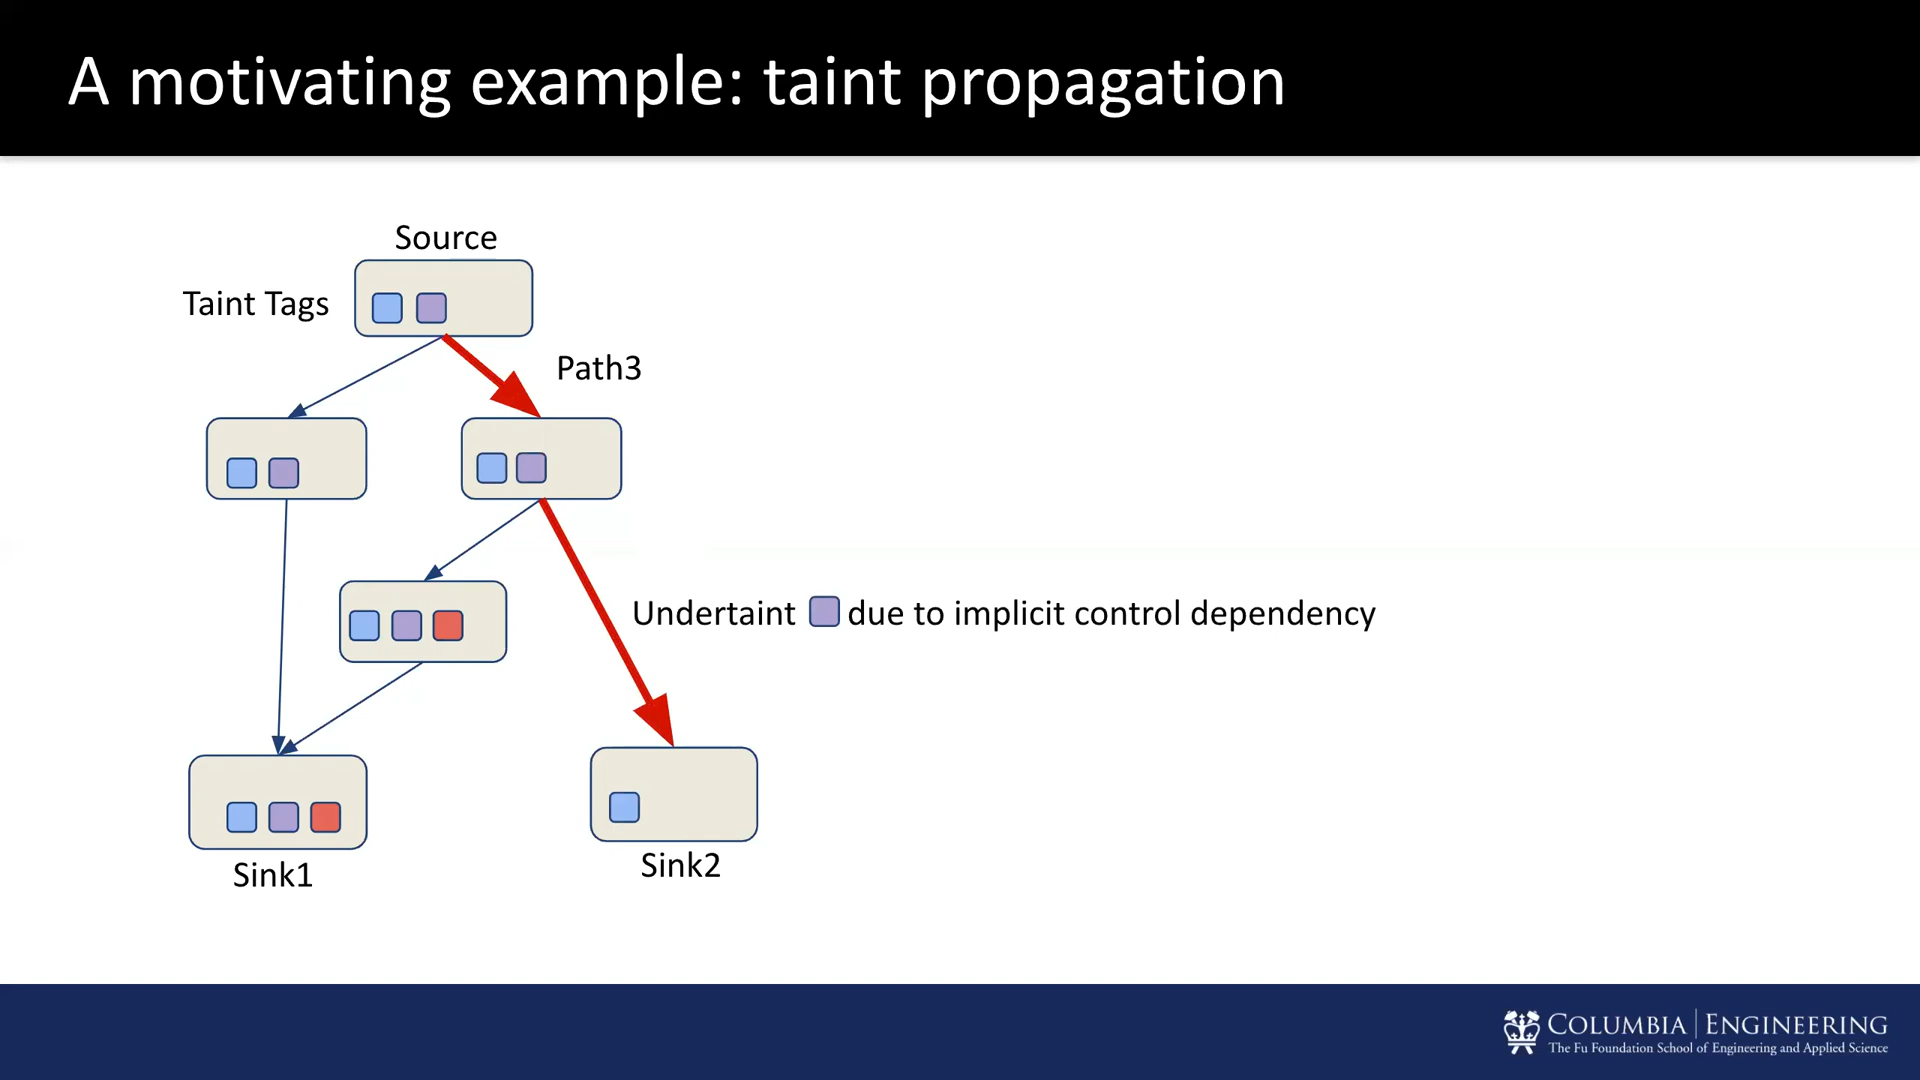 A motivating example: taint propagation
Source
Taint Tags
Path3
Undertaint due to implicit control dependency
Sink1
Sink2
COLUMBIA | ENGINEERING
The Fu Foundation School of Engineering and Applied Science